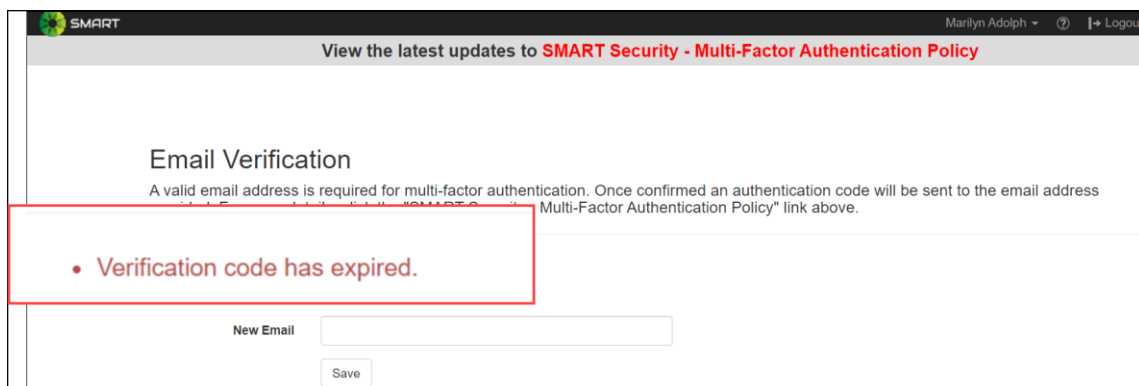 SMART Marilyn Adolph Logou
View the latest updates to SMART Security - Multi-Factor Authentication Policy
Email Verification
A valid email address is required for multi-factor authentication. Once confirmed an authentication code will be sent to the email address
Multi-Factor Authentication Policy" link above.
• Verification code has expired.
New Email
Save